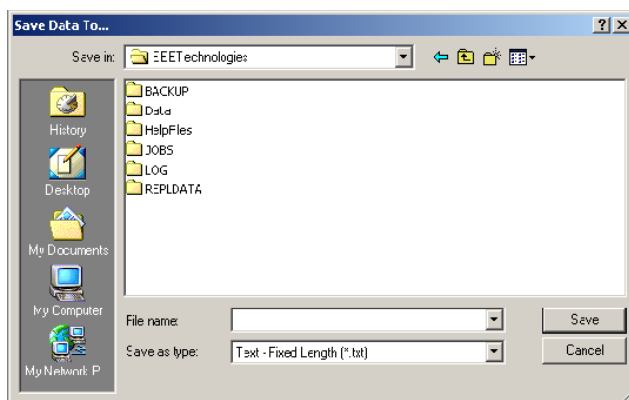 Save Data To...
Save in:
EEETechnologies
History
Desktop
My Documents
My Computer
My Network P
BACKUP
Data
HelpFiles
JOBS
LOG
REPLDATA
File name:
Save
Save as type:
Text - Fixed Length (*.txt)
Cancel